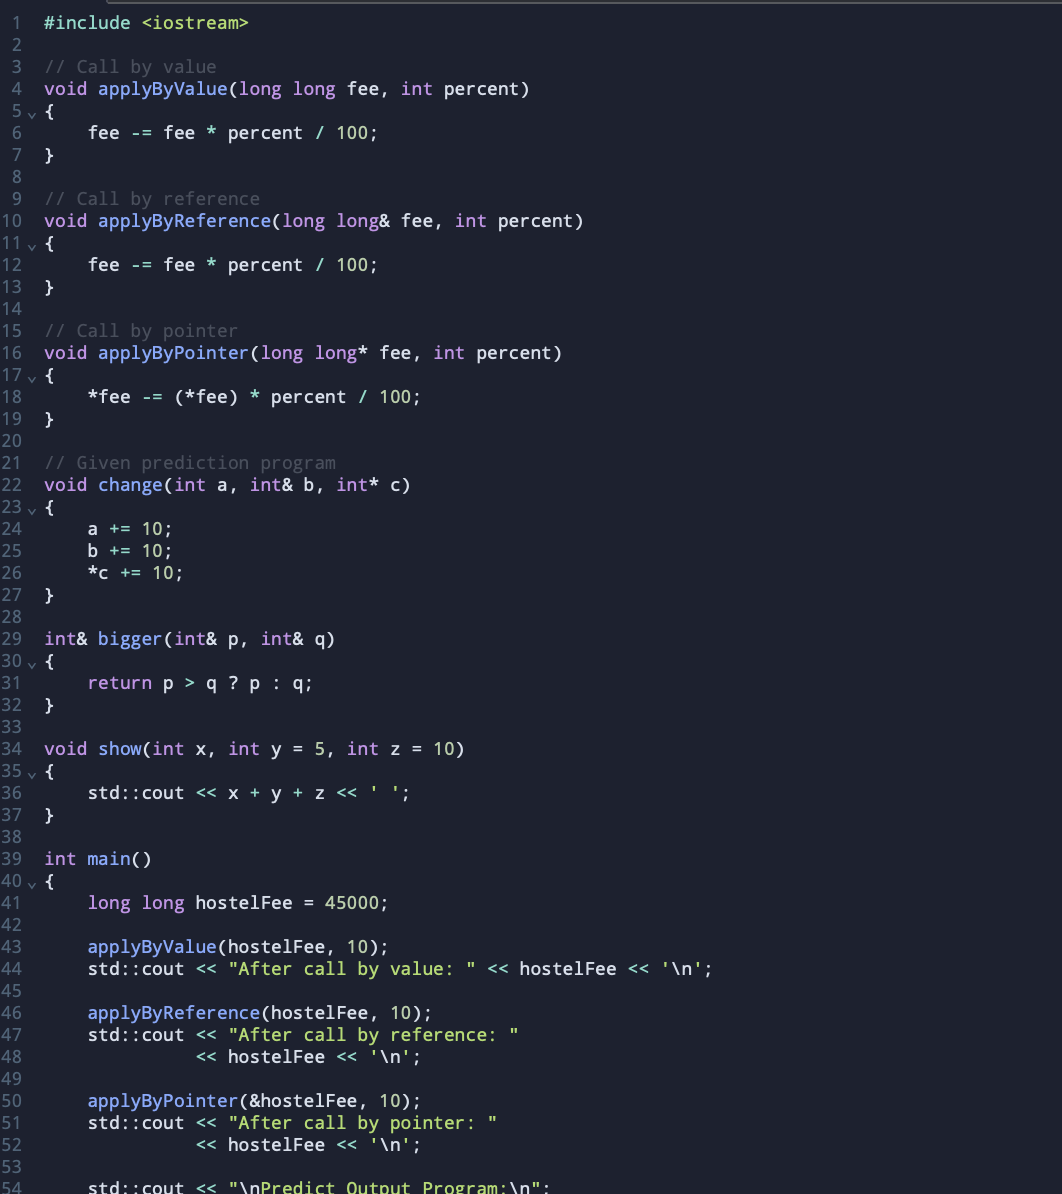 1 #include <iostream>
2
3 // Call by value
4 void applyByValue(long long fee, int percent)
5 {
6     fee -= fee * percent / 100;
7 }
8
9 // Call by reference
10 void applyByReference(long long& fee, int percent)
11 {
12     fee -= fee * percent / 100;
13 }
14
15 // Call by pointer
16 void applyByPointer(long long* fee, int percent)
17 {
18     *fee -= (*fee) * percent / 100;
19 }
20
21 // Given prediction program
22 void change(int a, int& b, int* c)
23 {
24     a += 10;
25     b += 10;
26     *c += 10;
27 }
28
29 int& bigger(int& p, int& q)
30 {
31     return p > q ? p : q;
32 }
33
34 void show(int x, int y = 5, int z = 10)
35 {
36     std::cout << x + y + z << ' ';
37 }
38
39 int main()
40 {
41     long long hostelFee = 45000;
42
43     applyByValue(hostelFee, 10);
44     std::cout << "After call by value: " << hostelFee << '\n';
45
46     applyByReference(hostelFee, 10);
47     std::cout << "After call by reference: "
48               << hostelFee << '\n';
49
50     applyByPointer(&hostelFee, 10);
51     std::cout << "After call by pointer: "
52               << hostelFee << '\n';
53
54     std::cout << "\nPredict Output Program:\n";